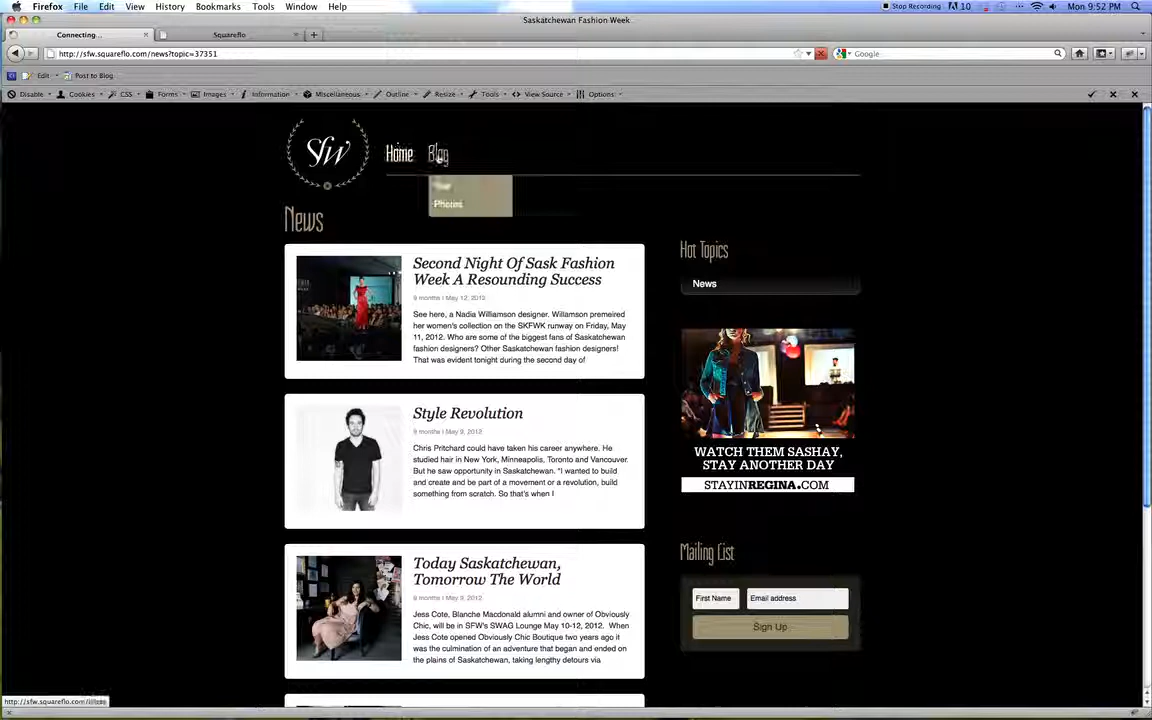 Firefox File Edit View History Bookmarks Tools Window Help
Stop Recording 10 Mon 9:52 PM
Saskatchewan Fashion Week
Connecting... Squareflo
http://sfw.squareflo.com/news?topic=37351
Google
Edit Post to Blog
Disable Cookies CSS Forms Images Information Miscellaneous Outline Resize Tools View Source Options
Sfw
Home Blog
Photos
News
Second Night Of Sask Fashion
Week A Resounding Success
9 months | May 12, 2012
See here, a Nadia Williamson designer. Willamson premeired
her women's collection on the SKFWK runway on Friday, May
11, 2012. Who are some of the biggest fans of Saskatchewan
fashion designers? Other Saskatchewan fashion designers!
That was evident tonight during the second day of
Style Revolution
9 months | May 9, 2012
Chris Pritchard could have taken his career anywhere. He
studied hair in New York, Minneapolis, Toronto and Vancouver.
But he saw opportunity in Saskatchewan. "I wanted to build
and create and be part of a movement or a revolution, build
something from scratch. So that's when I
Today Saskatchewan,
Tomorrow The World
9 months | May 9, 2012
Jess Cote, Blanche Macdonald alumni and owner of Obviously
Chic, will be in SFW's SWAG Lounge May 10-12, 2012. When
Jess Cote opened Obviously Chic Boutique two years ago it
was the culmination of an adventure that began and ended on
the plains of Saskatchewan, taking lengthy detours via
Hot Topics
News
WATCH THEM SASHAY,
STAY ANOTHER DAY
STAYINREGINA.COM
Mailing List
First Name Email address
Sign Up
http://sfw.squareflo.com/